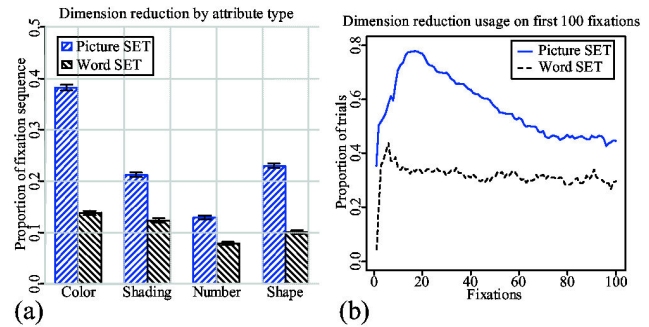 Dimension reduction by attribute type
Proportion of fixation sequence
0.5
0.4
0.3
0.2
0.1
0.0
Picture SET
Word SET
Color Shading Number Shape
(a)
Dimension reduction usage on first 100 fixations
Proportion of trials
0.8
0.6
0.4
0.2
0.0
Picture SET
Word SET
0 20 40 60 80 100
Fixations
(b)